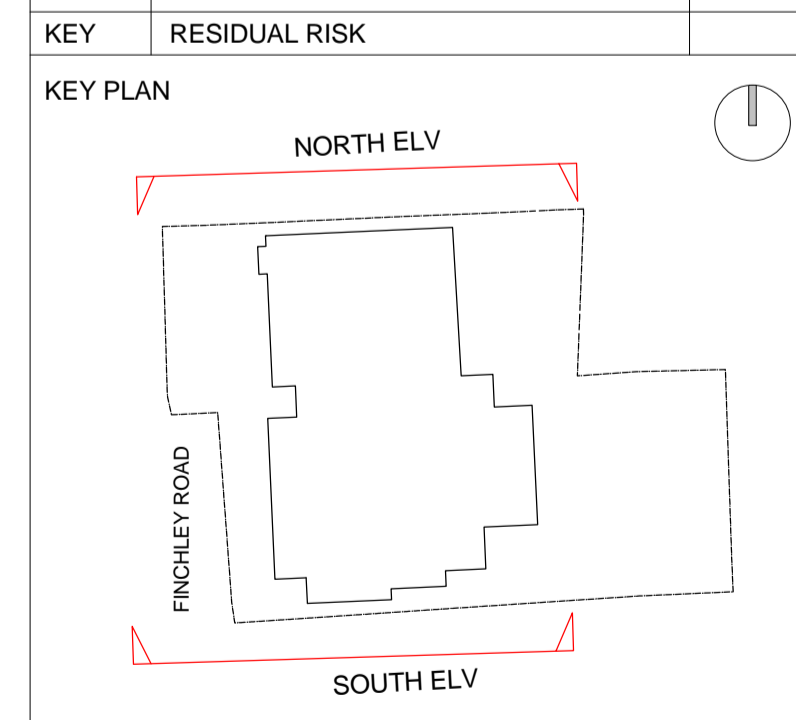 KEY RESIDUAL RISK
KEY PLAN
NORTH ELV
FINCHLEY ROAD
SOUTH ELV